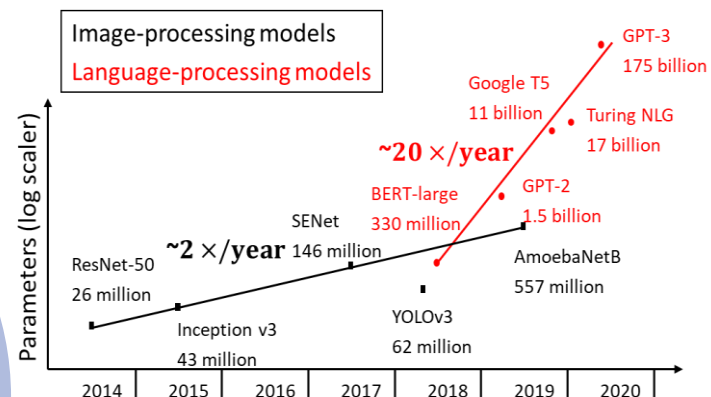 Image-processing models
Language-processing models
GPT-3
175 billion
Google T5
11 billion
Turing NLG
17 billion
~20 ×/year
BERT-large
330 million
GPT-2
1.5 billion
SENet
146 million
~2 ×/year
AmoebaNetB
557 million
ResNet-50
26 million
Inception v3
43 million
YOLOv3
62 million
Parameters (log scaler)
2014 2015 2016 2017 2018 2019 2020